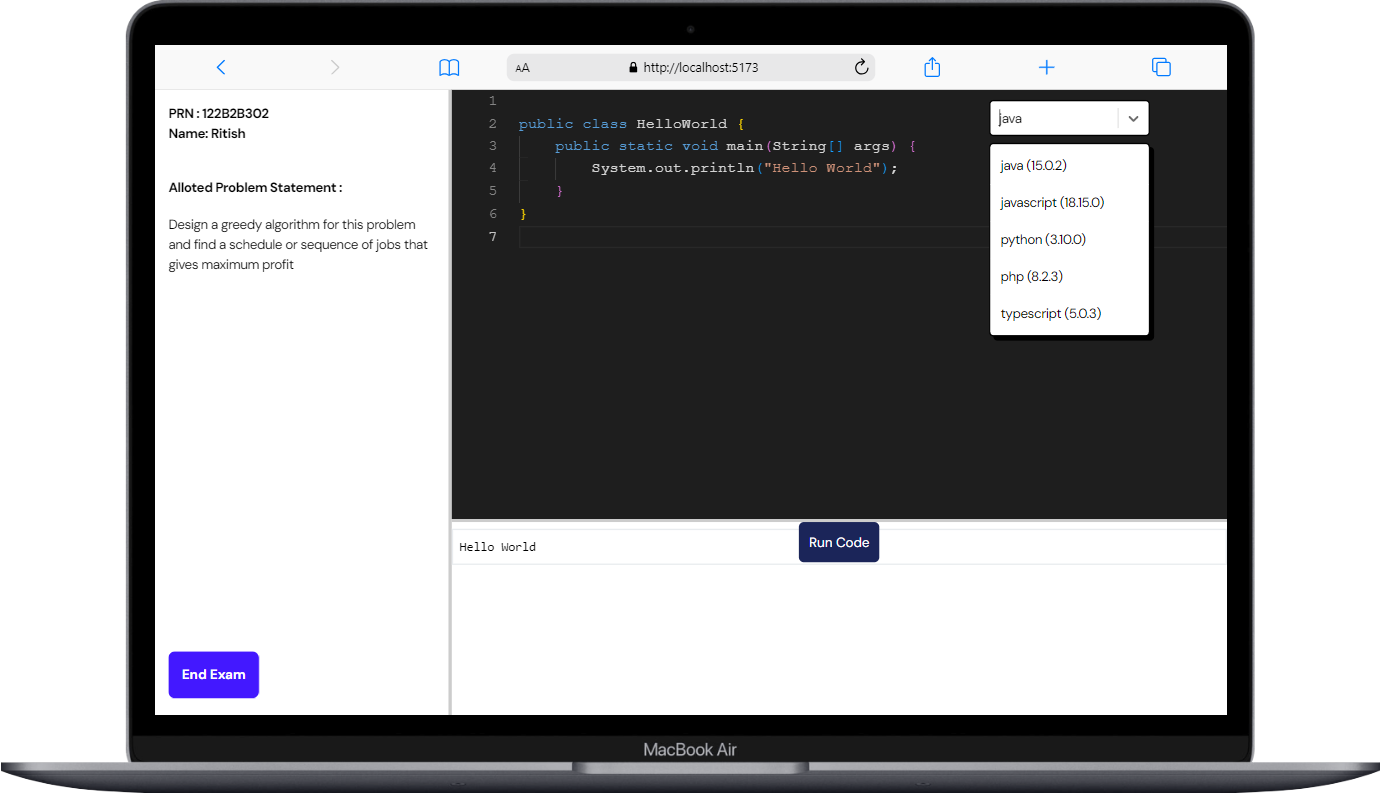 AA http://localhost:5173
PRN : 122B2B302
Name: Ritish
Alloted Problem Statement :
Design a greedy algorithm for this problem
and find a schedule or sequence of jobs that
gives maximum profit
End Exam
1
2 public class HelloWorld {
3 public static void main(String[] args) {
4 System.out.println("Hello World");
5 }
6 }
7
java
java (15.0.2)
javascript (18.15.0)
python (3.10.0)
php (8.2.3)
typescript (5.0.3)
Run Code
Hello World
MacBook Air